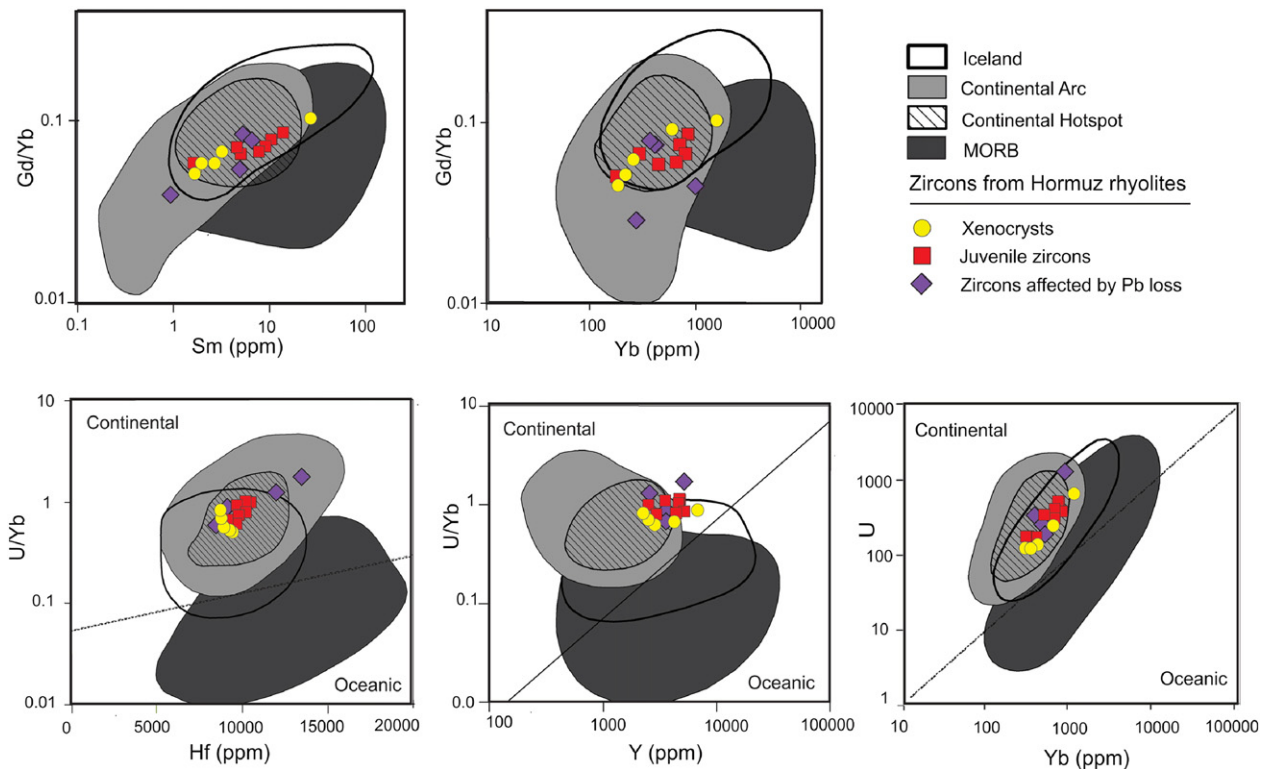 Gd/Yb
0.1
0.01
0.1
1
10
100
Sm (ppm)
Gd/Yb
0.1
0.01
10
100
1000
10000
Yb (ppm)
Iceland
Continental Arc
Continental Hotspot
MORB
Zircons from Hormuz rhyolites
Xenocrysts
Juvenile zircons
Zircons affected by Pb loss
U/Yb
10
1
0.1
0.01
Continental
Oceanic
0
5000
10000
15000
20000
Hf (ppm)
U/Yb
10
1
0.1
0.0
Continental
Oceanic
100
1000
10000
100000
Y (ppm)
U
10000
1000
100
10
1
Continental
Oceanic
10
100
1000
10000
100000
Yb (ppm)